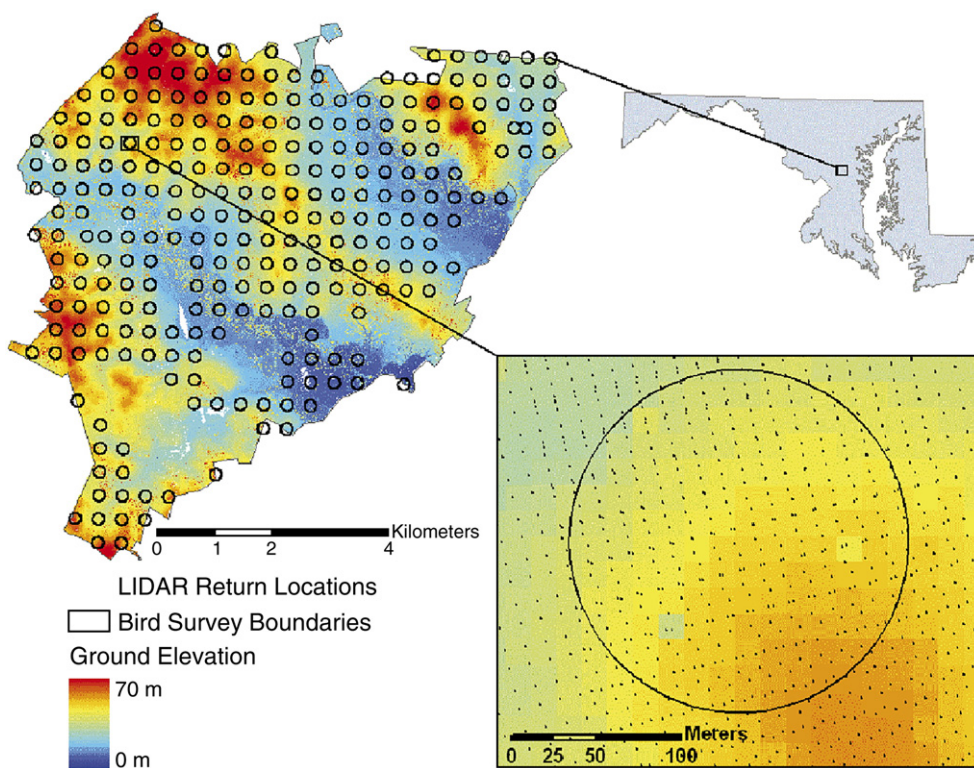 Kilometers
0 1 2 4
LIDAR Return Locations
Bird Survey Boundaries
Ground Elevation
70 m
0 m
Meters
0 25 50 100